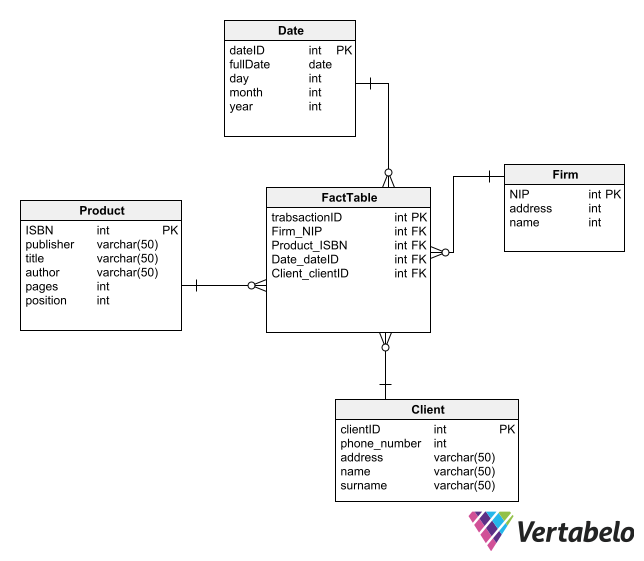 Date
dateID int PK
fullDate date
day int
month int
year int
Firm
NIP int PK
address int
name int
FactTable
trabsactionID int PK
Firm_NIP int FK
Product_ISBN int FK
Date_dateID int FK
Client_clientID int FK
Product
ISBN int PK
publisher varchar(50)
title varchar(50)
author varchar(50)
pages int
position int
Client
clientID int PK
phone_number int
address varchar(50)
name varchar(50)
surname varchar(50)
Vertabelo